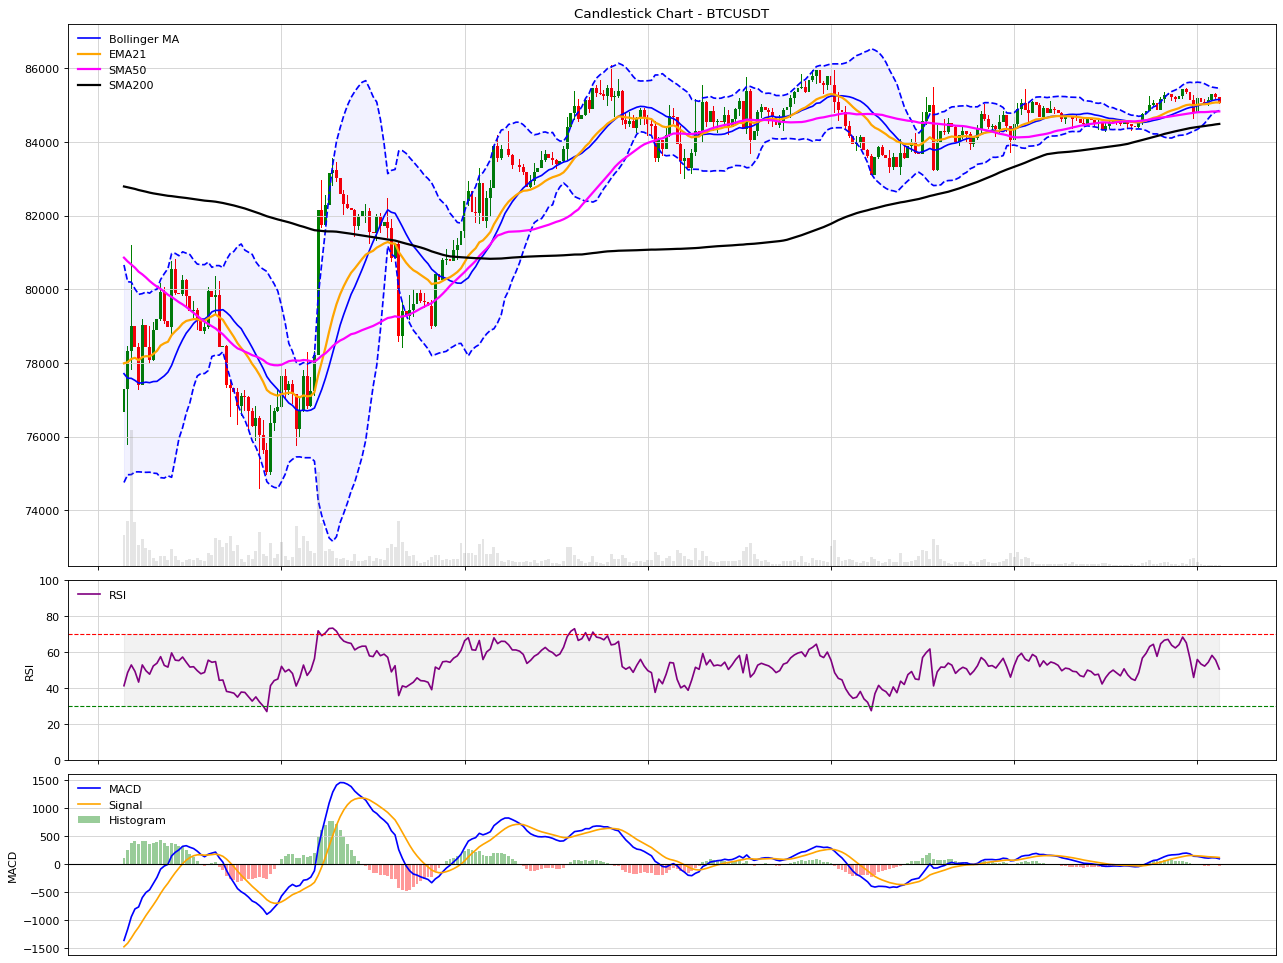 Candlestick Chart - BTCUSDT
Bollinger MA
EMA21
SMA50
SMA200
86000
84000
82000
80000
78000
76000
74000
RSI
100
80
60
40
20
0
RSI
MACD
Signal
Histogram
1500
1000
500
0
−500
−1000
−1500
MACD